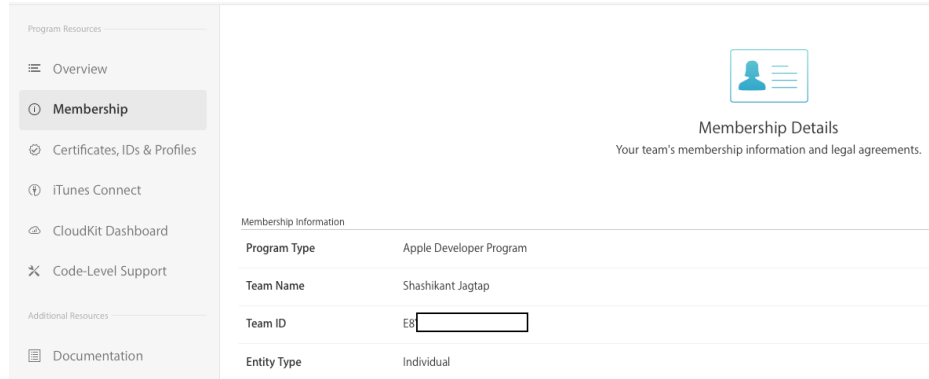 Program Resources
Overview
Membership
Certificates, IDs & Profiles
iTunes Connect
CloudKit Dashboard
Code-Level Support
Additional Resources
Documentation
Membership Details
Your team's membership information and legal agreements.
Membership Information
Program Type Apple Developer Program
Team Name Shashikant Jagtap
Team ID E8
Entity Type Individual